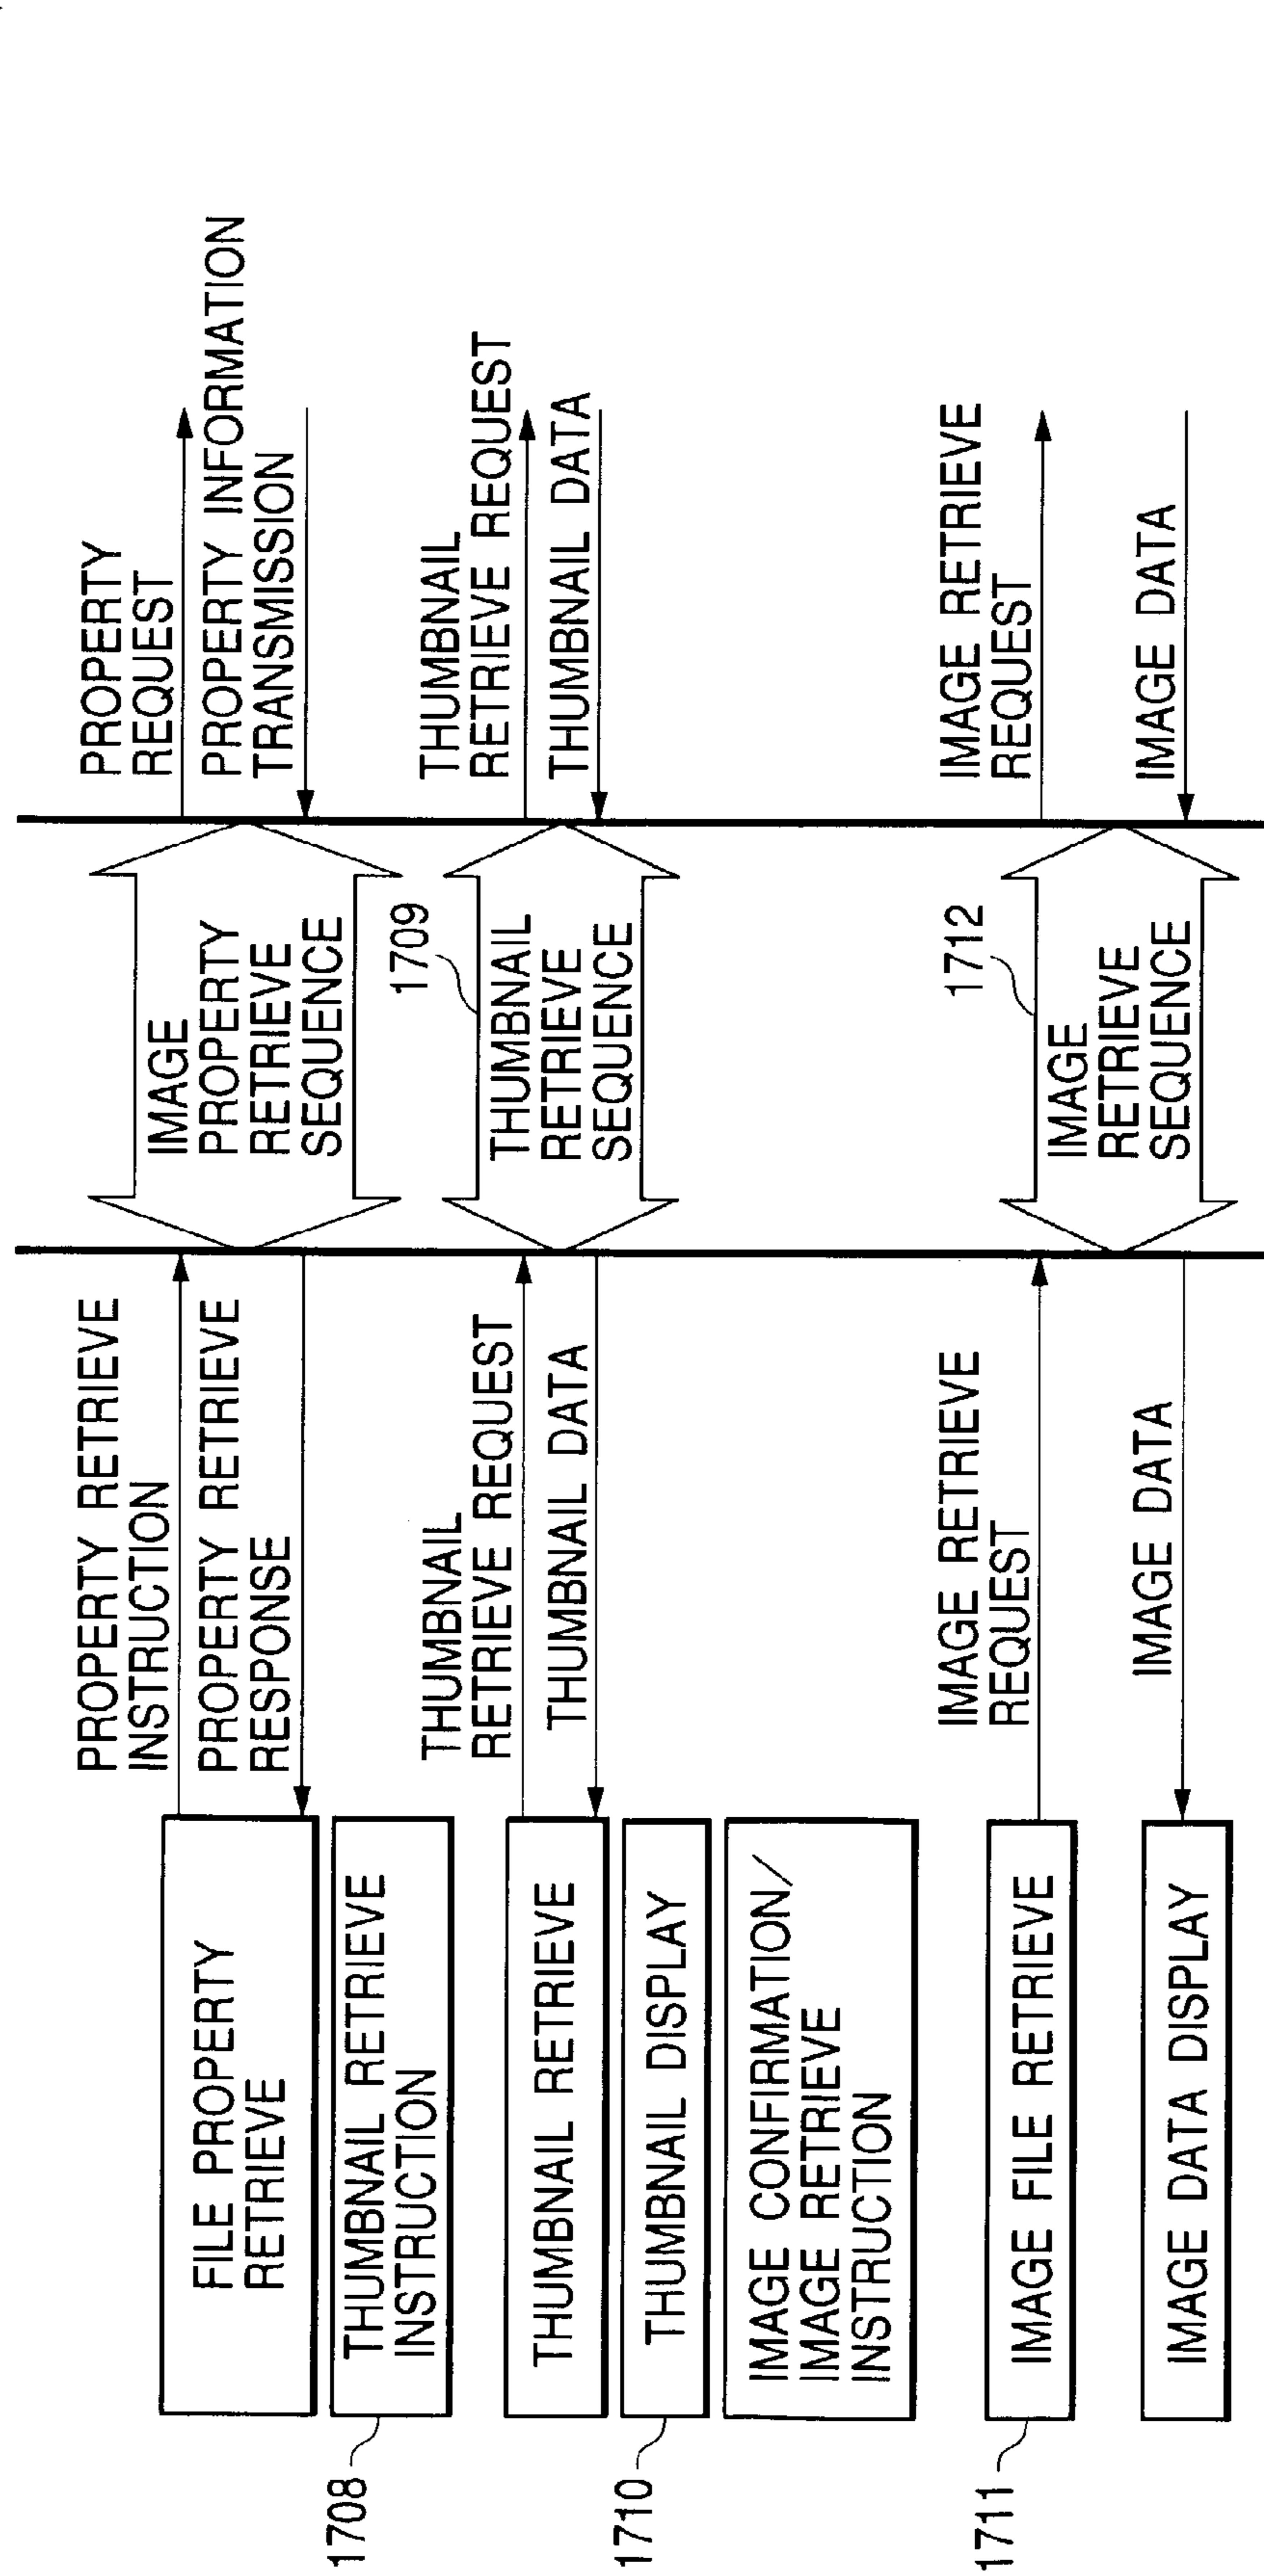 PROPERTY RETRIEVE
INSTRUCTION
PROPERTY
REQUEST
FILE PROPERTY
RETRIEVE
IMAGE
PROPERTY
RETRIEVE
SEQUENCE
PROPERTY RETRIEVE
RESPONSE
PROPERTY INFORMATION
TRANSMISSION
1708
THUMBNAIL RETRIEVE
INSTRUCTION
1709
THUMBNAIL
RETRIEVE REQUEST
THUMBNAIL
RETRIEVE REQUEST
THUMBNAIL RETRIEVE
THUMBNAIL
RETRIEVE
SEQUENCE
THUMBNAIL DATA
THUMBNAIL DATA
1710
THUMBNAIL DISPLAY
IMAGE CONFIRMATION/
IMAGE RETRIEVE
INSTRUCTION
IMAGE RETRIEVE
REQUEST
1712
IMAGE RETRIEVE
REQUEST
1711
IMAGE FILE RETRIEVE
IMAGE
RETRIEVE
SEQUENCE
IMAGE DATA
IMAGE DATA
IMAGE DATA DISPLAY